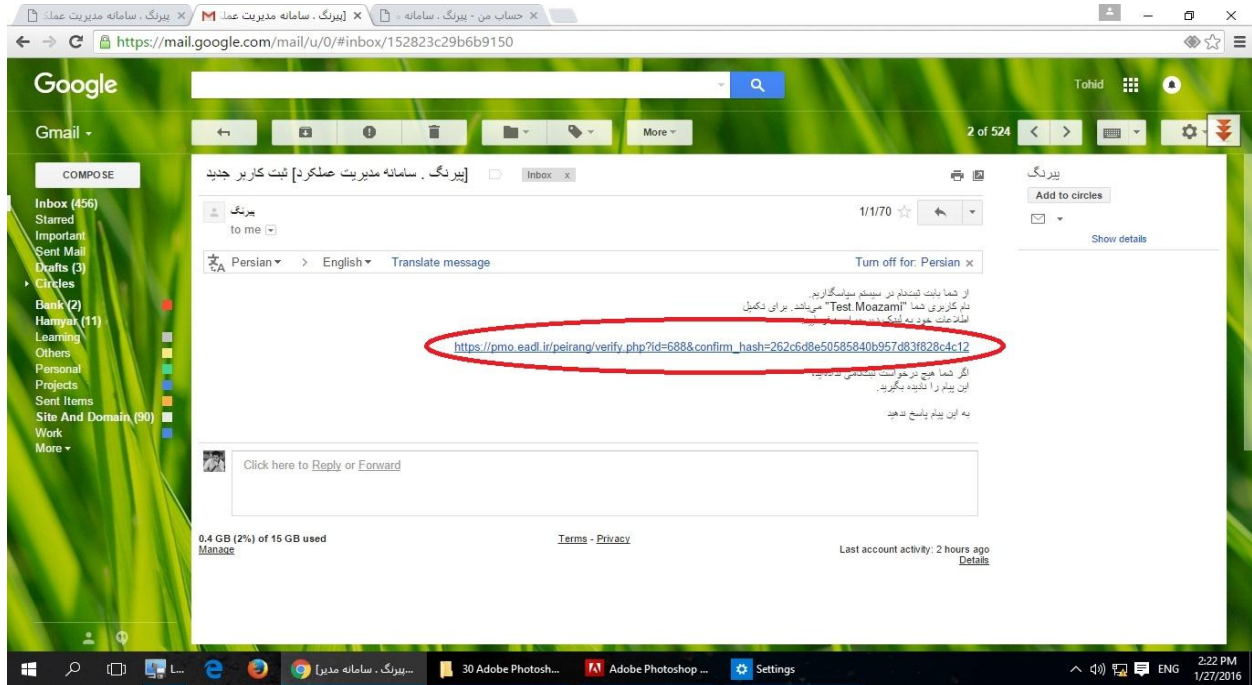 پیرنگ . سامانه مدیریت عملک
[پیرنگ . سامانه مدیریت عملـ
حساب من - پیرنگ . سامانه
https://mail.google.com/mail/u/0/#inbox/152823c29b6b9150
Google
Tohid
Gmail
More
2 of 524
COMPOSE
Inbox (456)
Starred
Important
Sent Mail
Drafts (3)
Circles
Bank (2)
Hamyar (11)
Learning
Others
Personal
Projects
Sent Items
Site And Domain (90)
Work
More
[پیرنگ . سامانه مدیریت عملکرد] ثبت کاربر جدید
Inbox x
پیرنگ
to me
1/1/70
Persian > English Translate message
Turn off for: Persian x
از شما بابت ثبتنام در سیستم سپاسگذاریم.
نام کاربری شما "Test.Moazami" میباشد. برای تکمیل
اطلاعات خود به لینک
https://pmo.eadl.ir/peirang/verify.php?id=688&confirm_hash=262c6d8e50585840b957d83f828c4c12
اگر شما هیچ درخواست
این پیام را نادیده بگیرید.
به این پیام پاسخ ندهید
Click here to Reply or Forward
0.4 GB (2%) of 15 GB used
Manage
Terms - Privacy
Last account activity: 2 hours ago
Details
پیرنگ
Add to circles
Show details
L...
پیرنگ . سامانه مدیر]...
30 Adobe Photosh...
Adobe Photoshop ...
Settings
ENG
2:22 PM
1/27/2016